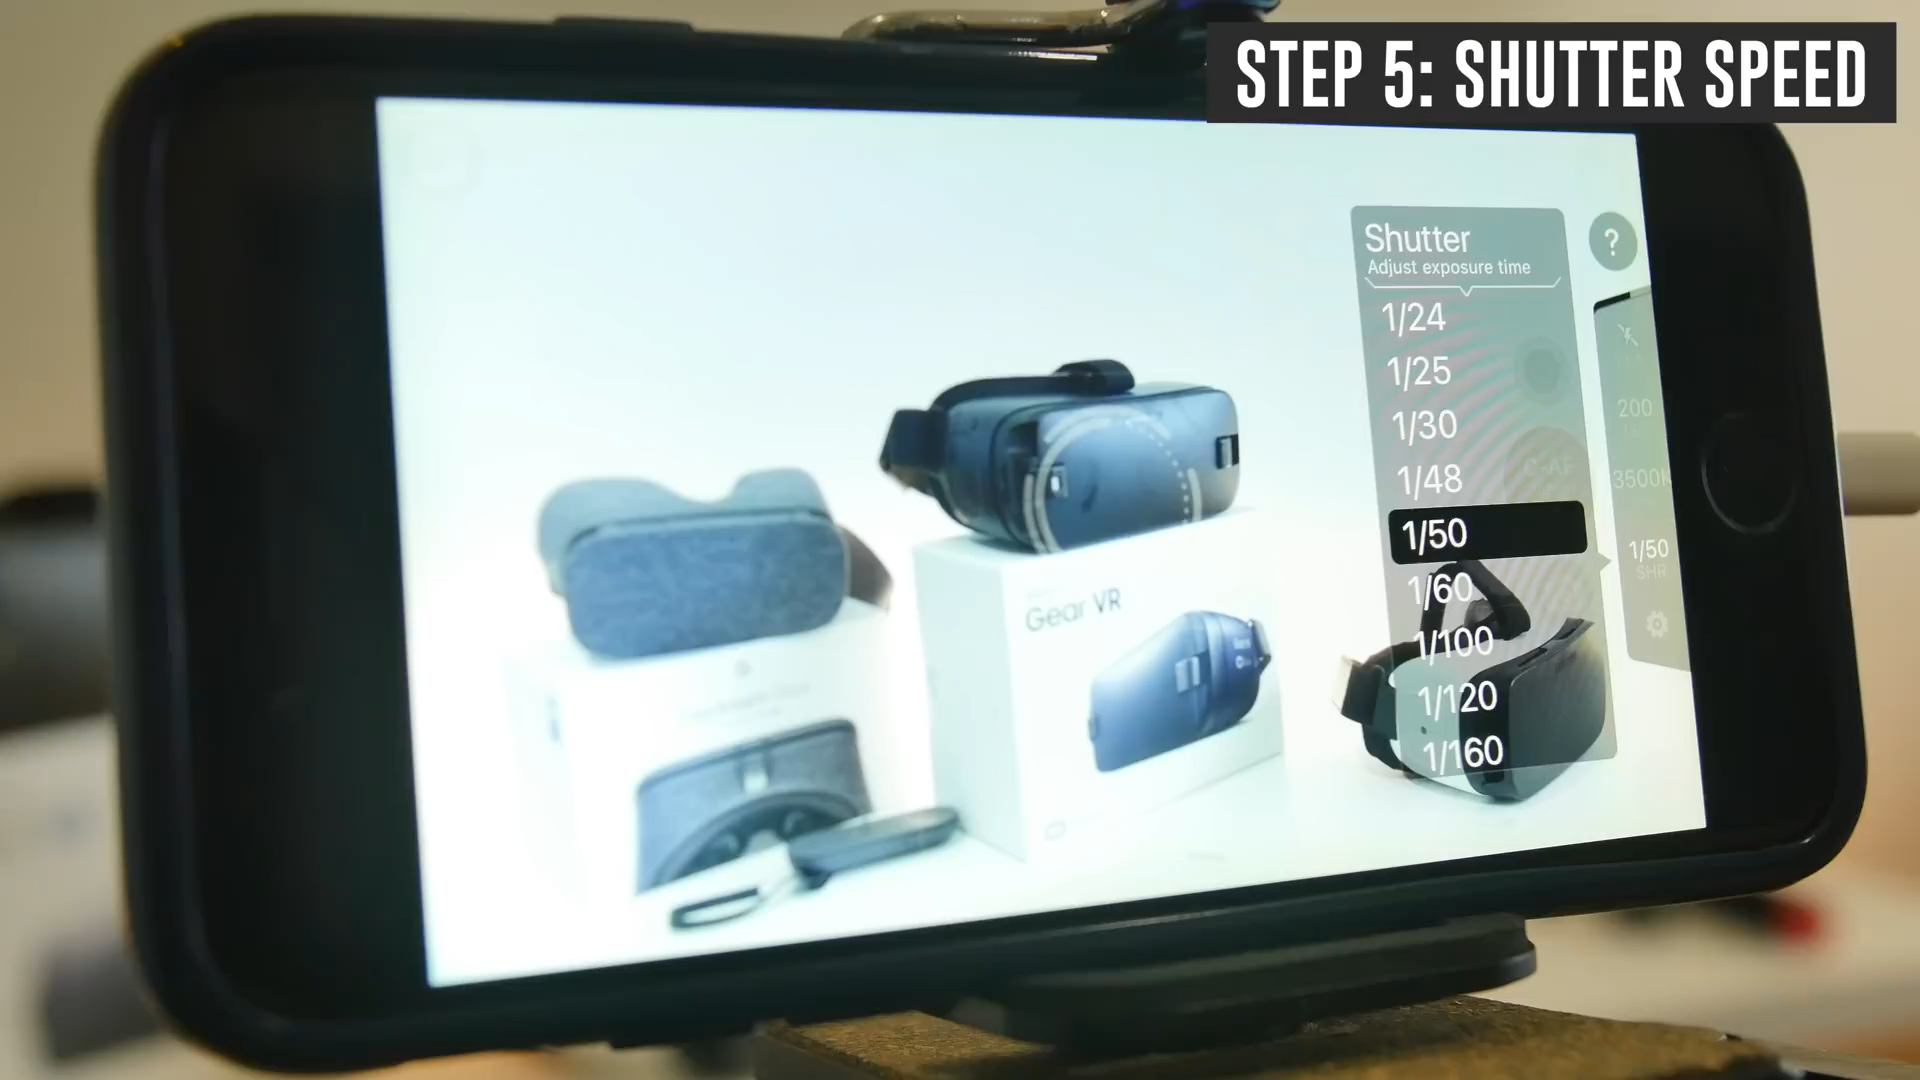 STEP 5: SHUTTER SPEED
Shutter
Adjust exposure time
?
1/24
1/25
1/30
1/48
1/50
1/60
1/100
1/120
1/160
200
C-AF
3500K
1/50
SHR
Gear VR